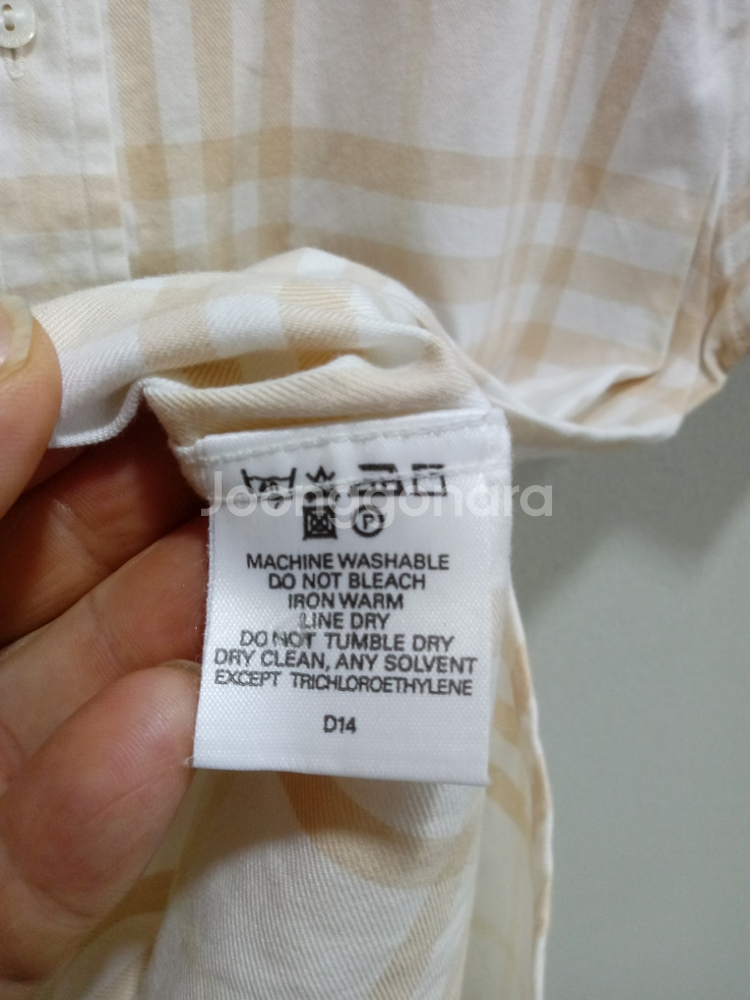 Joonggonara
P
MACHINE WASHABLE
DO NOT BLEACH
IRON WARM
LINE DRY
DO NOT TUMBLE DRY
DRY CLEAN, ANY SOLVENT
EXCEPT TRICHLOROETHYLENE
D14